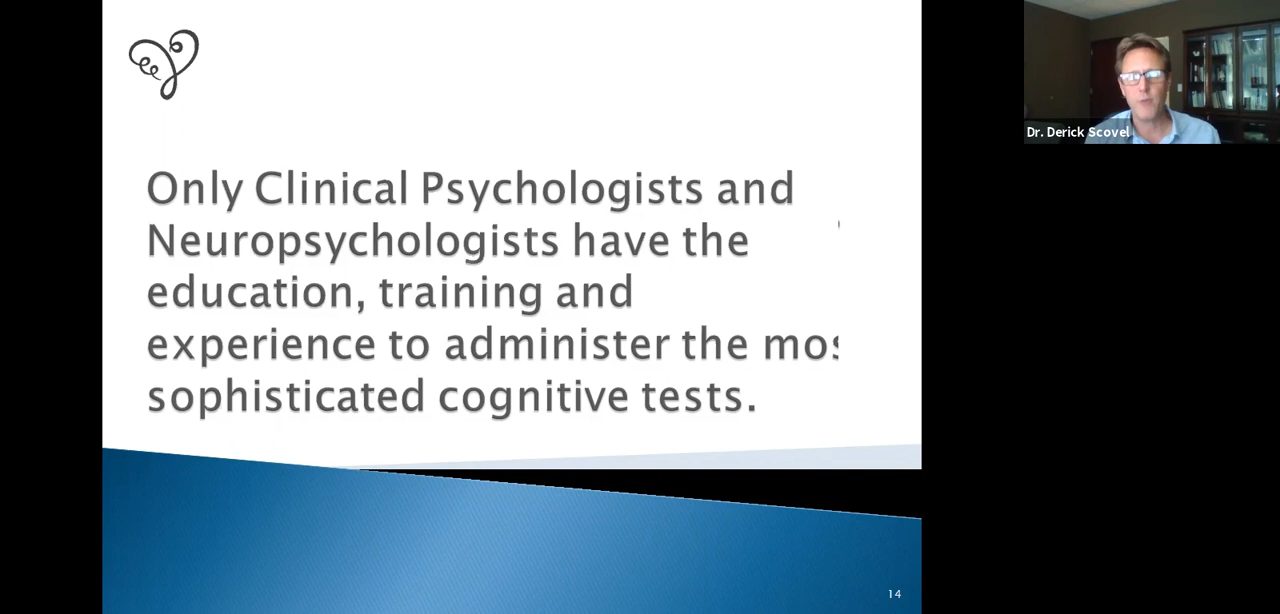 Only Clinical Psychologists and
Neuropsychologists have the
education, training and
experience to administer the mos
sophisticated cognitive tests.
14
Dr. Derick Scovel